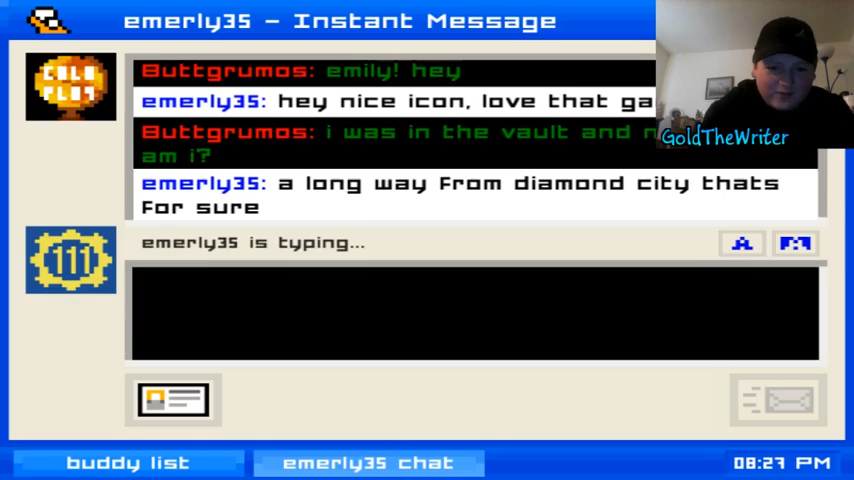 emerly35 - Instant Message
COLD PLAY
Buttgrumos: emily! hey
emerly35: hey nice icon, love that ga
Buttgrumos: i was in the vault and n
am i?
GoldTheWriter
emerly35: a long way from diamond city thats
for sure
emerly35 is typing...
A
111
buddy list
emerly35 chat
08:27 PM